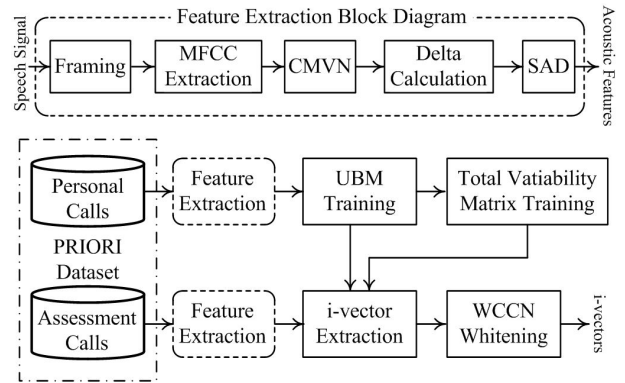 Feature Extraction Block Diagram
Speech Signal
Framing
MFCC
Extraction
CMVN
Delta
Calculation
SAD
Acoustic
Features
Personal
Calls
Feature
Extraction
UBM
Training
Total Vatiability
Matrix Training
PRIORI
Dataset
Assessment
Calls
Feature
Extraction
i-vector
Extraction
WCCN
Whitening
i-vectors